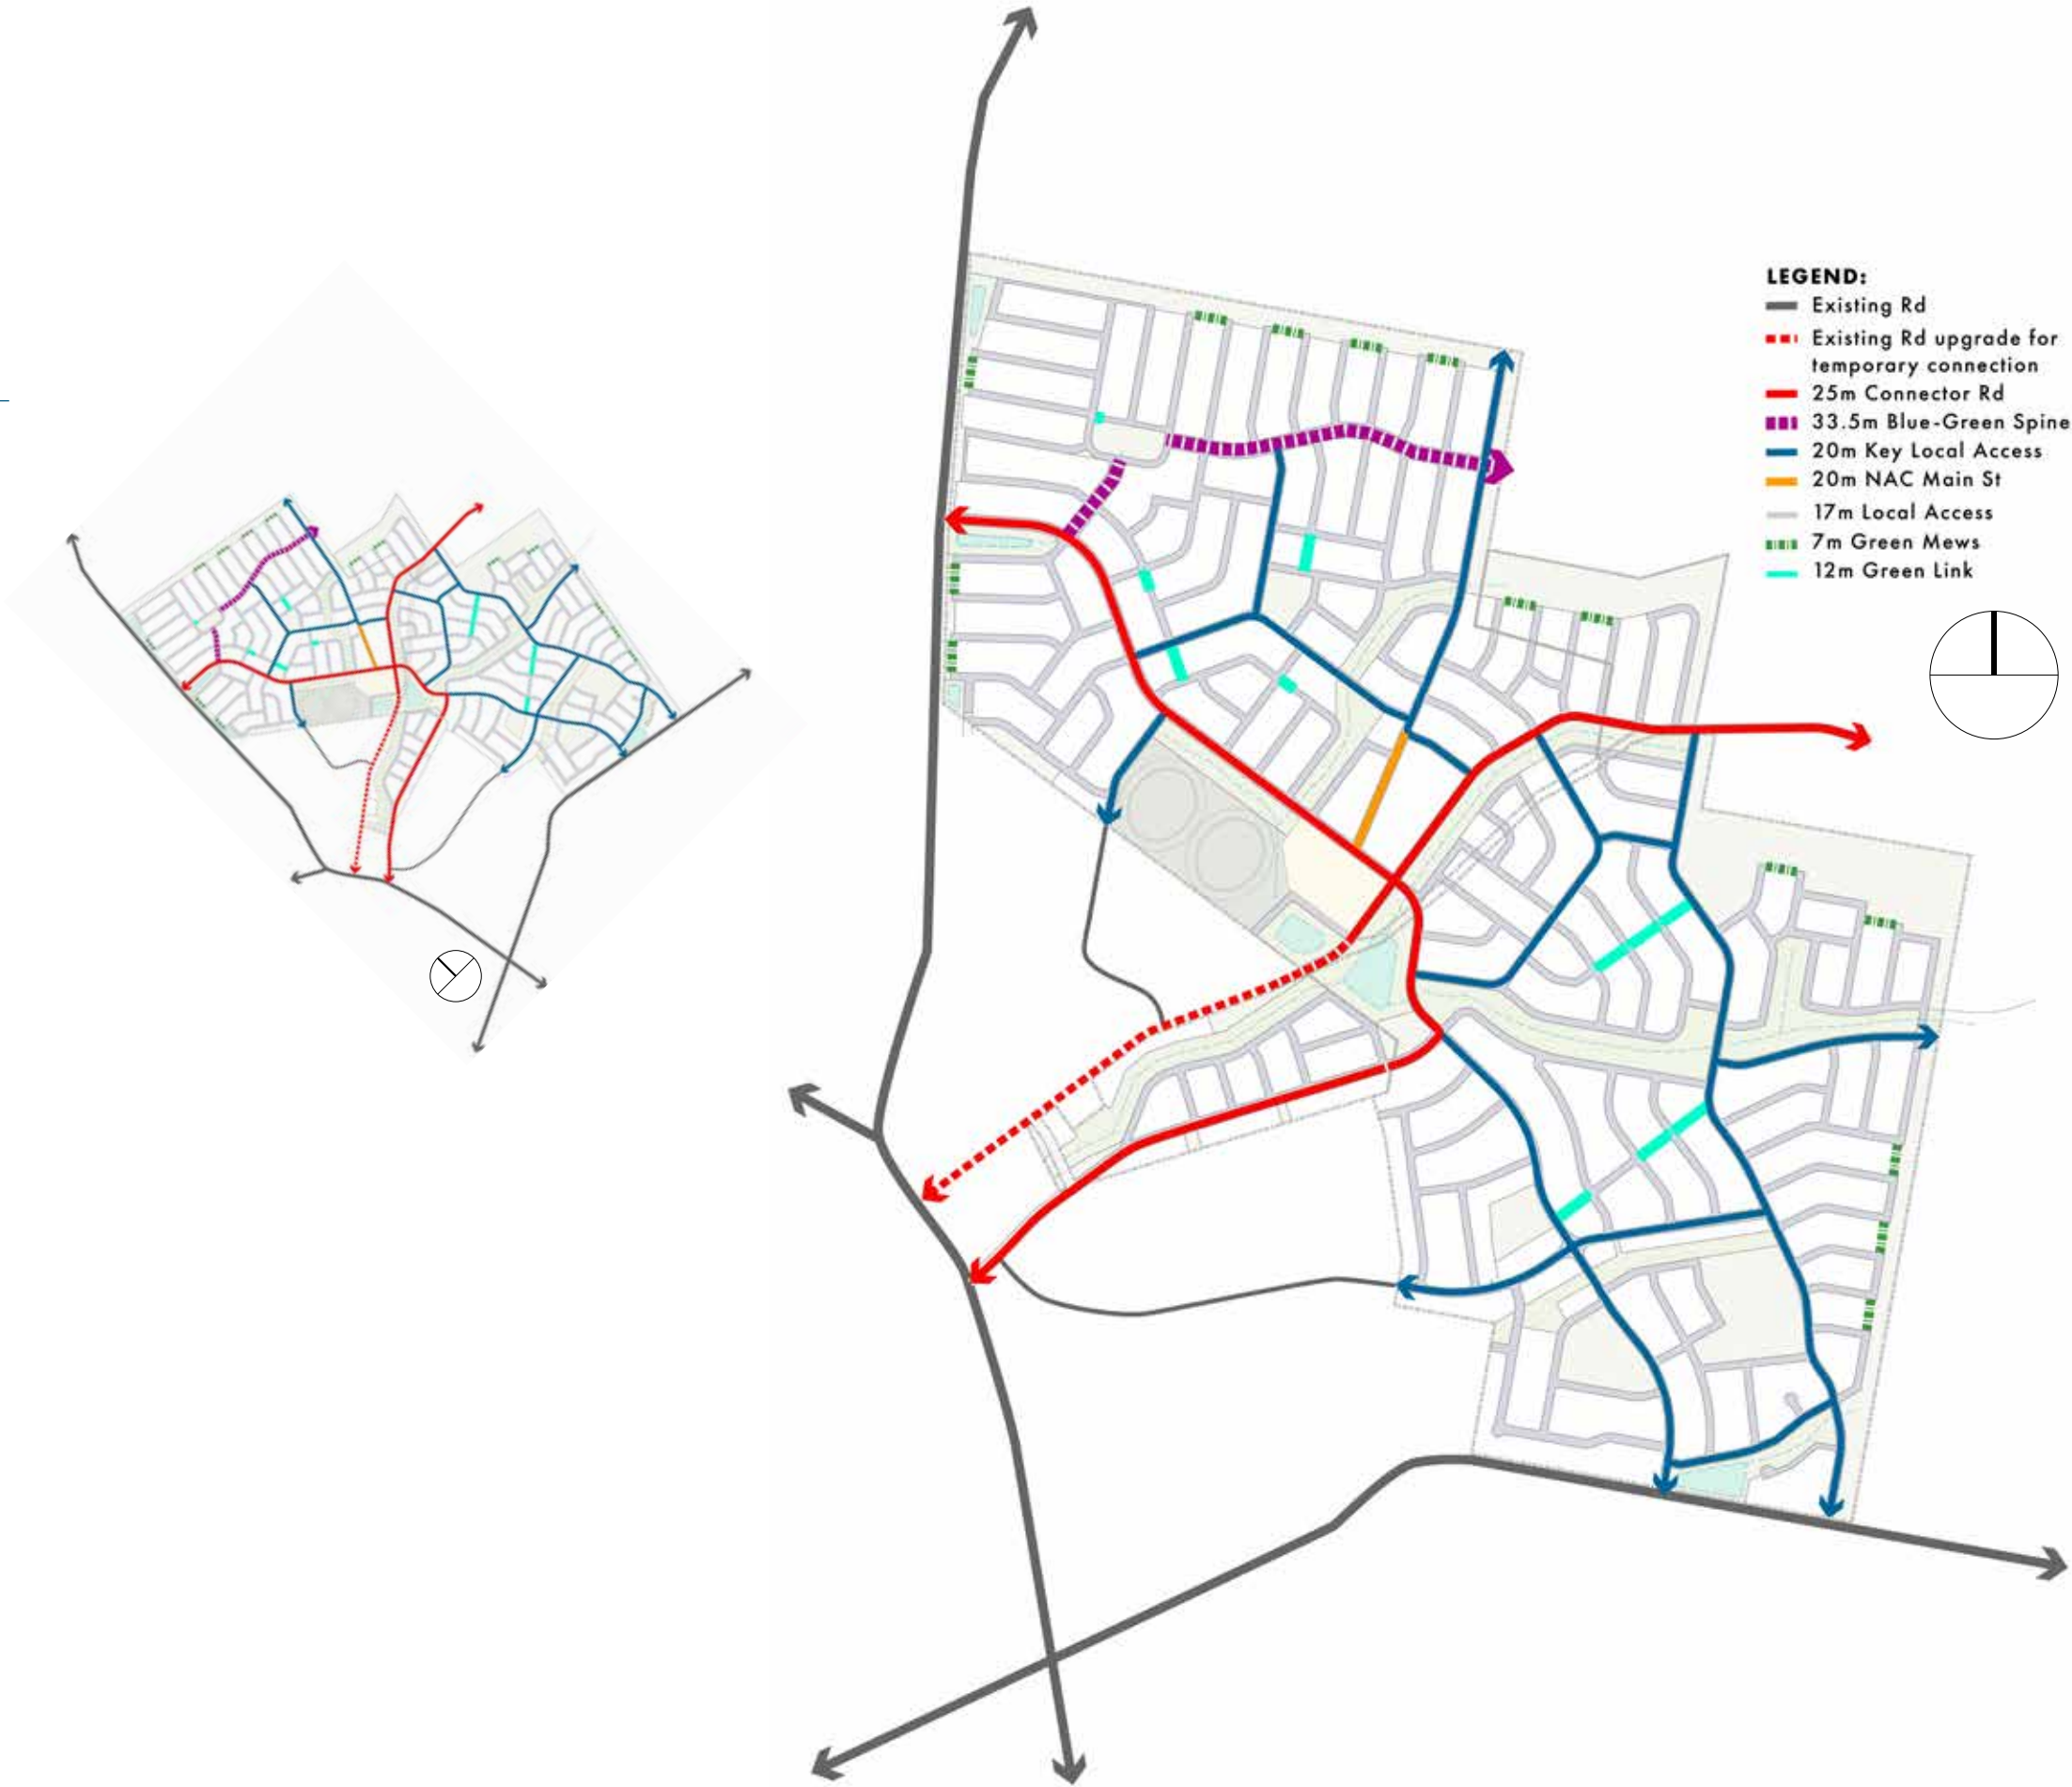 LEGEND:
Existing Rd
Existing Rd upgrade for
temporary connection
25m Connector Rd
33.5m Blue-Green Spine
20m Key Local Access
20m NAC Main St
17m Local Access
7m Green Mews
12m Green Link